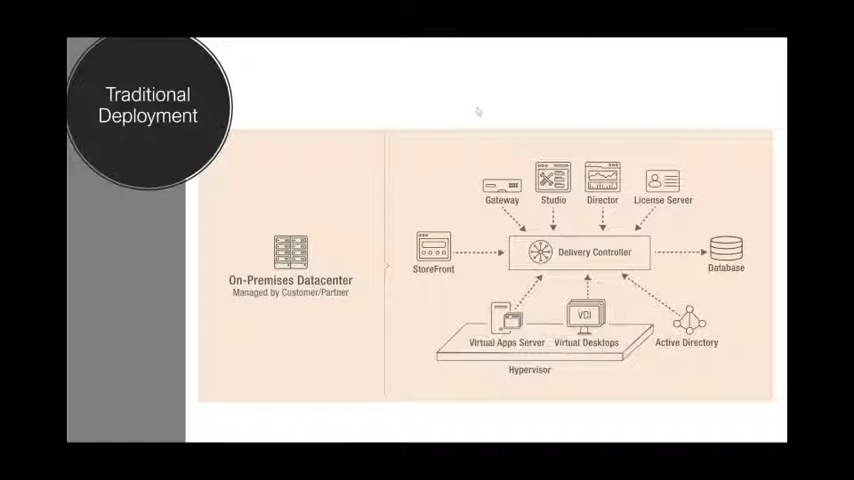 Traditional
Deployment
Gateway
Studio
Director
License Server
StoreFront
Delivery Controller
Database
On-Premises Datacenter
Managed by Customer/Partner
VDI
Virtual Apps Server
Virtual Desktops
Active Directory
Hypervisor